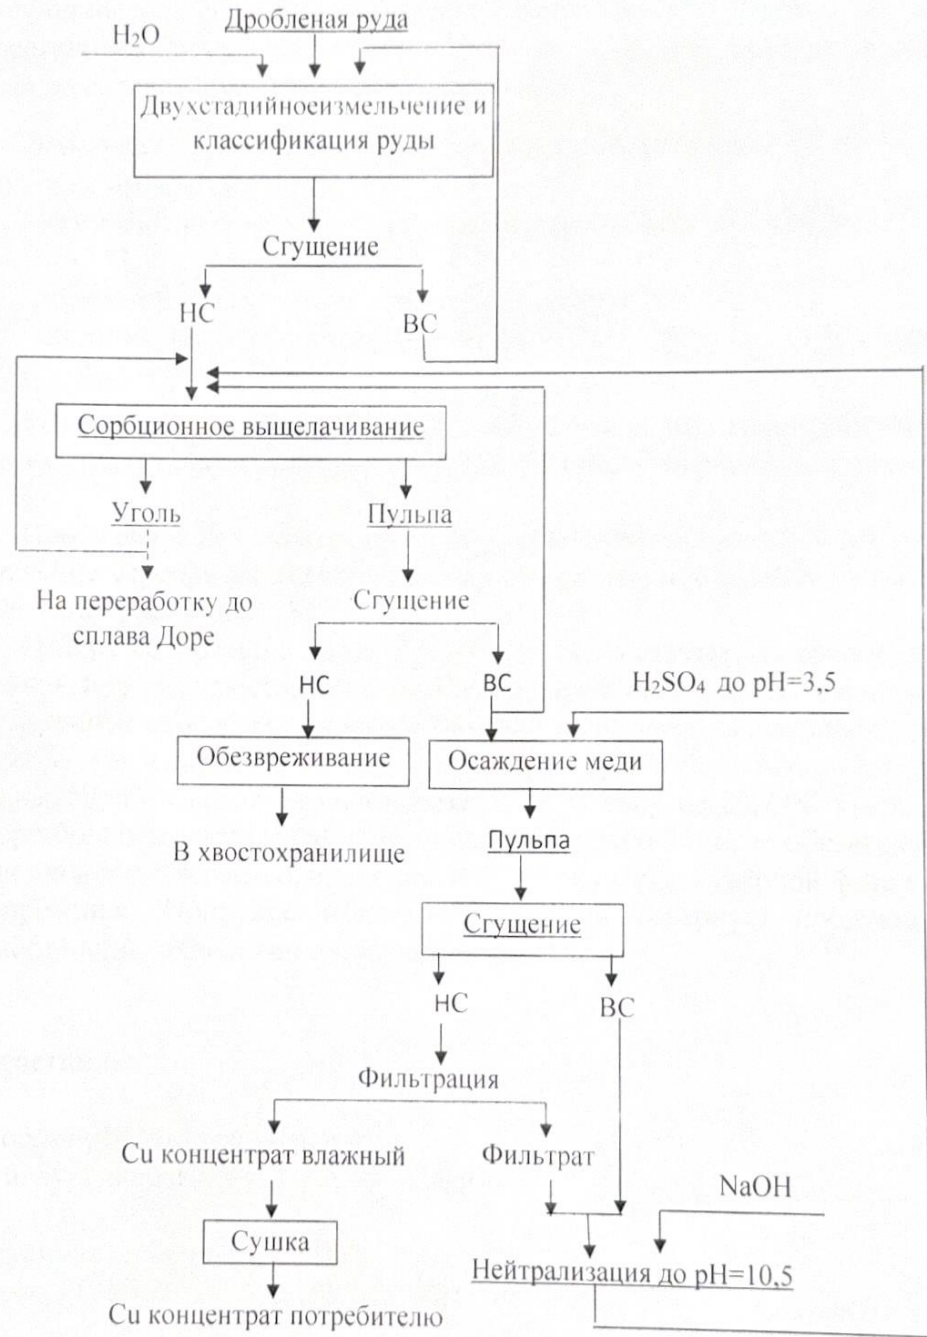 Дробленая руда
H₂O
Двухстадийноеизмельчение и
классификация руды
Сгущение
НС
ВС
Сорбционное выщелачивание
Уголь
Пульпа
На переработку до
сплава Доре
Сгущение
НС
ВС
H₂SO₄ до pH=3,5
Обезвреживание
Осаждение меди
В хвостохранилище
Пульпа
Сгущение
НС
ВС
Фильтрация
Cu концентрат влажный
Фильтрат
NaOH
Сушка
Нейтрализация до pH=10,5
Cu концентрат потребителю